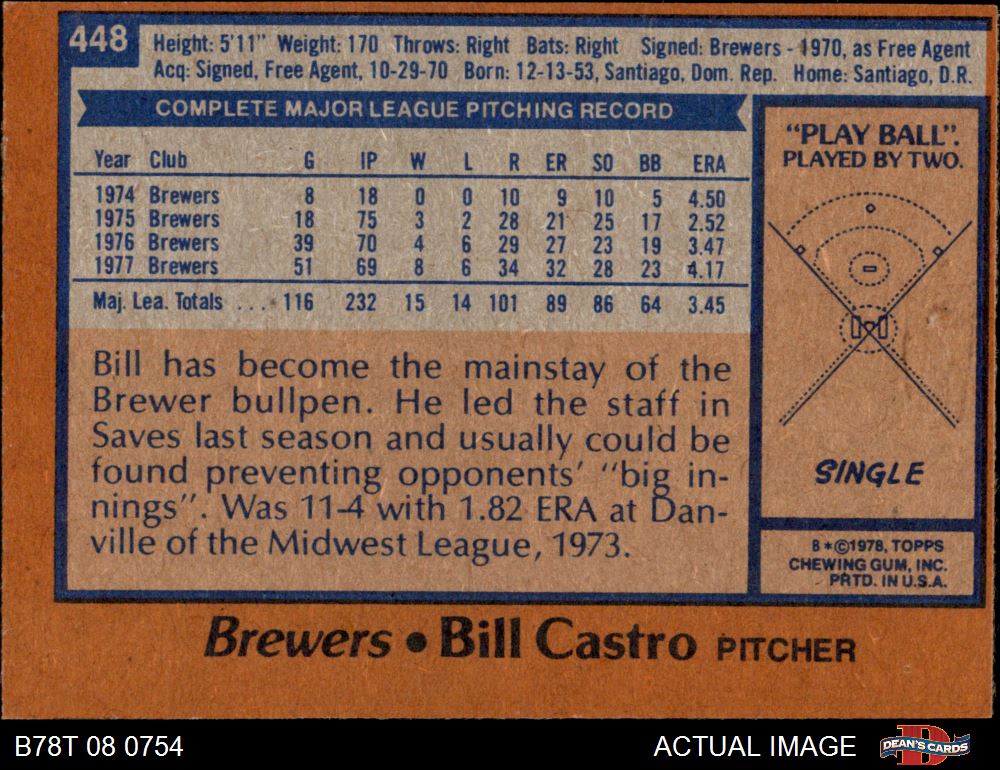 448
Height: 5'11" Weight: 170 Throws: Right Bats: Right Signed: Brewers - 1970, as Free Agent
Acq: Signed, Free Agent, 10-29-70 Born: 12-13-53, Santiago, Dom. Rep. Home: Santiago, D.R.
COMPLETE MAJOR LEAGUE PITCHING RECORD
Year Club G IP W L R ER SO BB ERA
1974 Brewers 8 18 0 0 10 9 10 5 4.50
1975 Brewers 18 75 3 2 28 21 25 17 2.52
1976 Brewers 39 70 4 6 29 27 23 19 3.47
1977 Brewers 51 69 8 6 34 32 28 23 4.17
Maj. Lea. Totals ... 116 232 15 14 101 89 86 64 3.45
Bill has become the mainstay of the
Brewer bullpen. He led the staff in
Saves last season and usually could be
found preventing opponents' "big in-
nings". Was 11-4 with 1.82 ERA at Dan-
ville of the Midwest League, 1973.
"PLAY BALL".
PLAYED BY TWO.
SINGLE
B*©1978, TOPPS
CHEWING GUM, INC.
PRTD. IN U.S.A.
Brewers • Bill Castro PITCHER
B78T 08 0754
ACTUAL IMAGE
DEAN'S CARDS